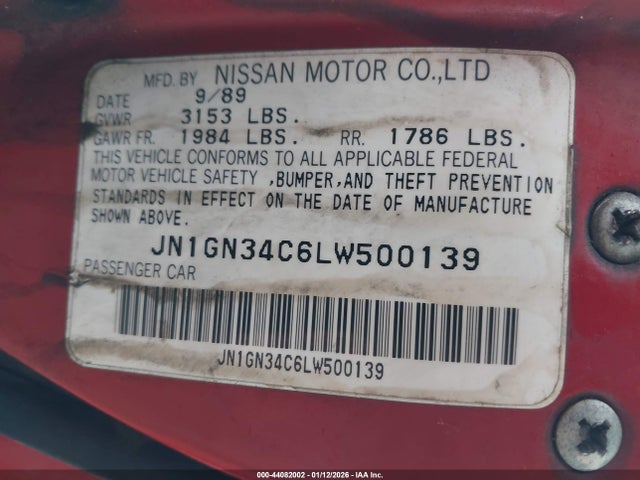 MFD. BY NISSAN MOTOR CO.,LTD
DATE 9/89
GVWR 3153 LBS.
GAWR FR. 1984 LBS. RR. 1786 LBS.
THIS VEHICLE CONFORMS TO ALL APPLICABLE FEDERAL
MOTOR VEHICLE SAFETY ,BUMPER,AND THEFT PREVENTION
STANDARDS IN EFFECT ON THE DATE OF MANUFACTURE
SHOWN ABOVE.
JN1GN34C6LW500139
PASSENGER CAR
JN1GN34C6LW500139
000-44082002 - 01/12/2026 - IAA Inc.